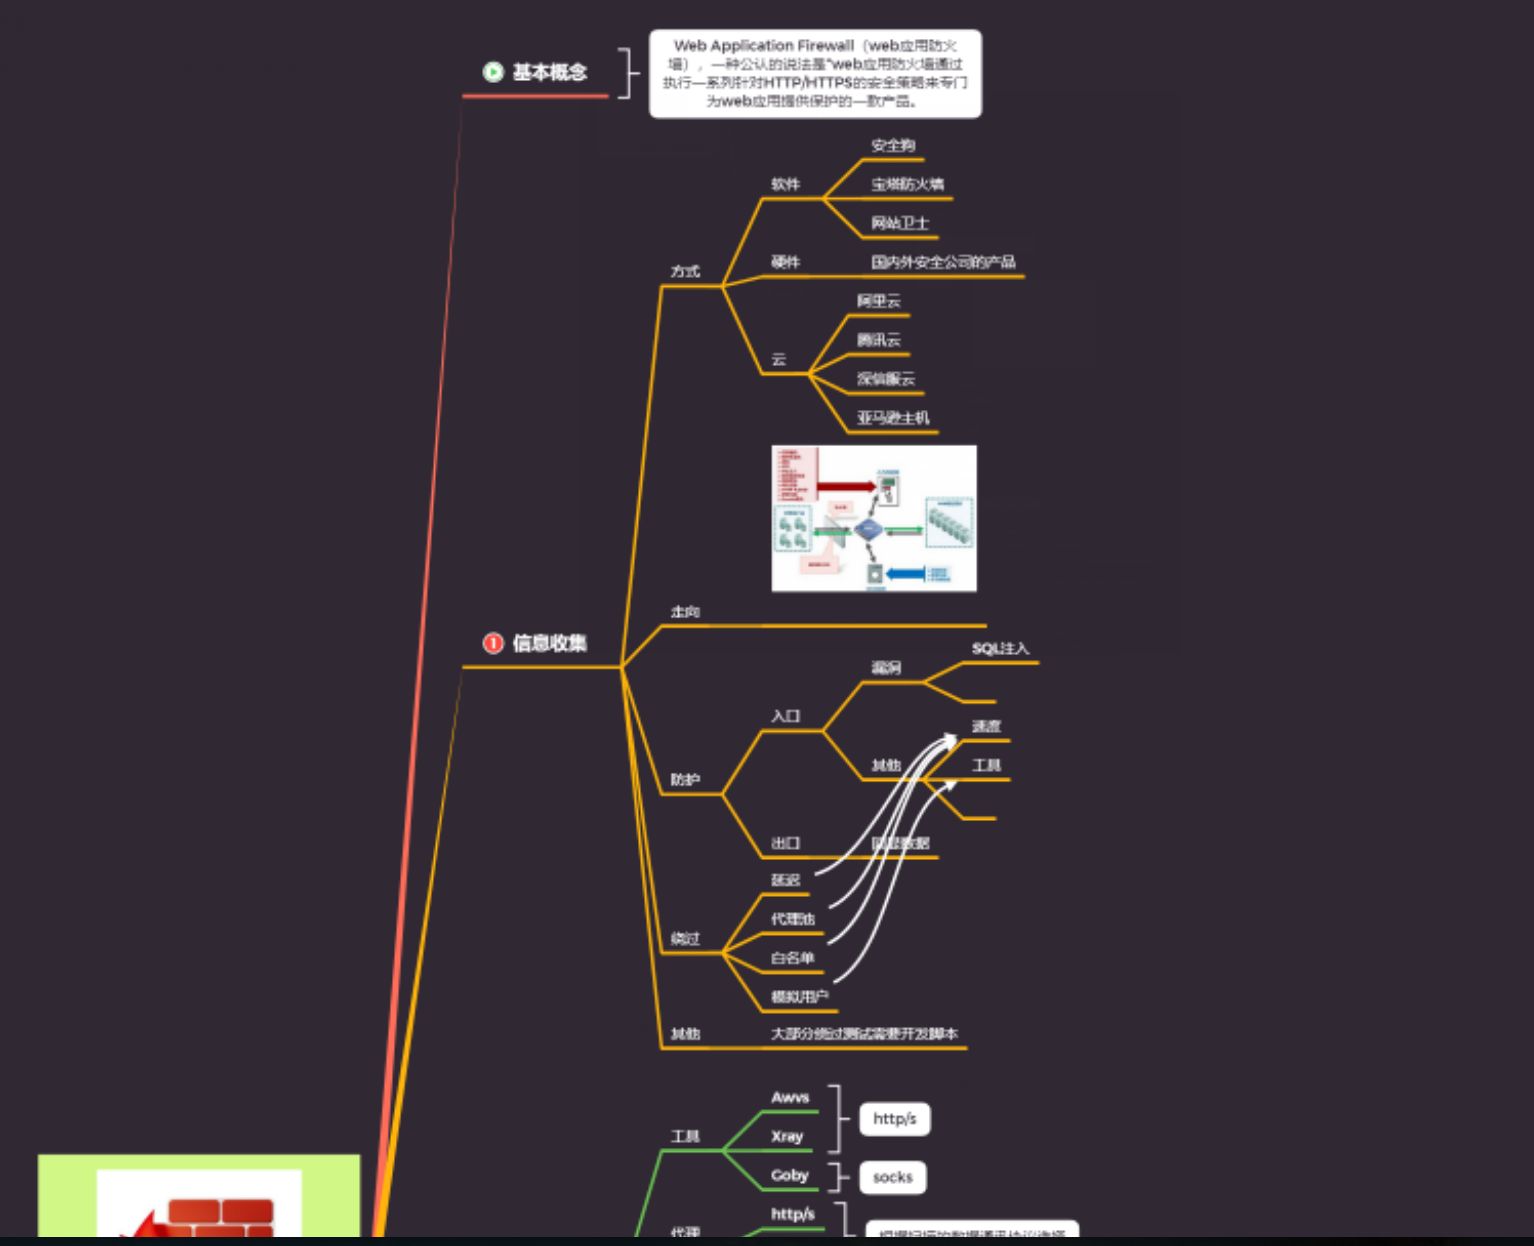 基本概念
Web Application Firewall（web应用防火
墙），一种公认的说法是"web应用防火墙通过
执行一系列针对HTTP/HTTPS的安全策略来专门
为web应用提供保护的一款产品。
安全狗
软件
宝塔防火墙
网站卫士
方式
硬件
国内外安全公司的产品
阿里云
云
腾讯云
深信服云
亚马逊主机
走向
信息收集
SQL注入
漏洞
入口
速度
其他
工具
防护
出口
回显数据
延迟
代理池
绕过
白名单
模拟用户
其他
大部分绕过测试需要开发脚本
Awvs
http/s
工具
Xray
Goby
socks
http/s
代理